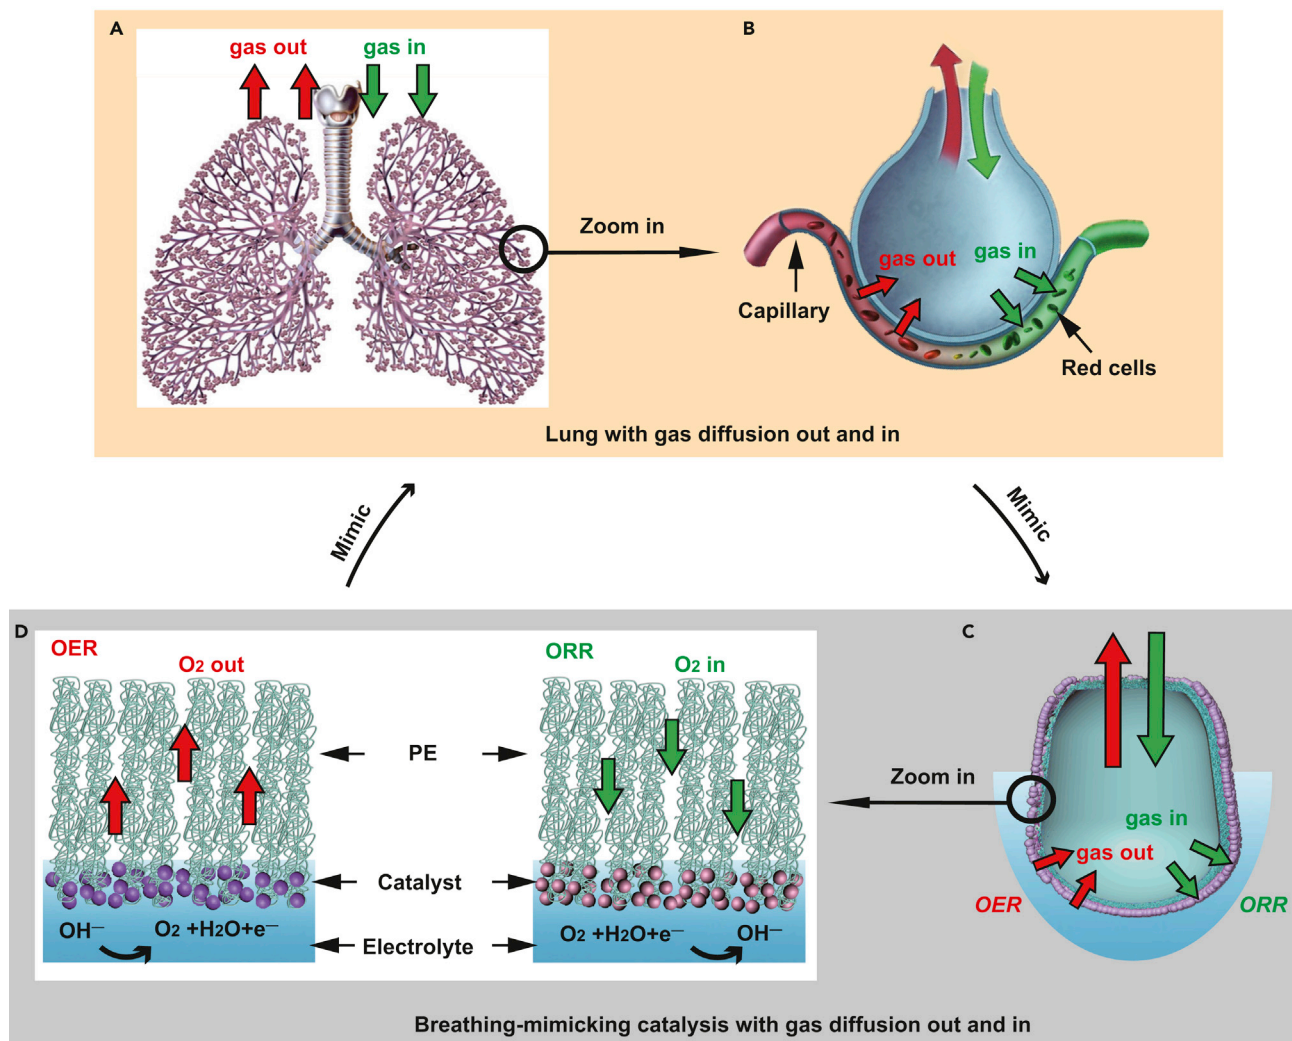 A
gas out
gas in
B
Zoom in
gas out
gas in
Capillary
Red cells
Lung with gas diffusion out and in
Mimic
Mimic
D
OER
O2 out
ORR
O2 in
PE
Catalyst
OH—
O2 +H2O+e—
Electrolyte
O2 +H2O+e—
OH—
Zoom in
C
gas in
gas out
OER
ORR
Breathing-mimicking catalysis with gas diffusion out and in